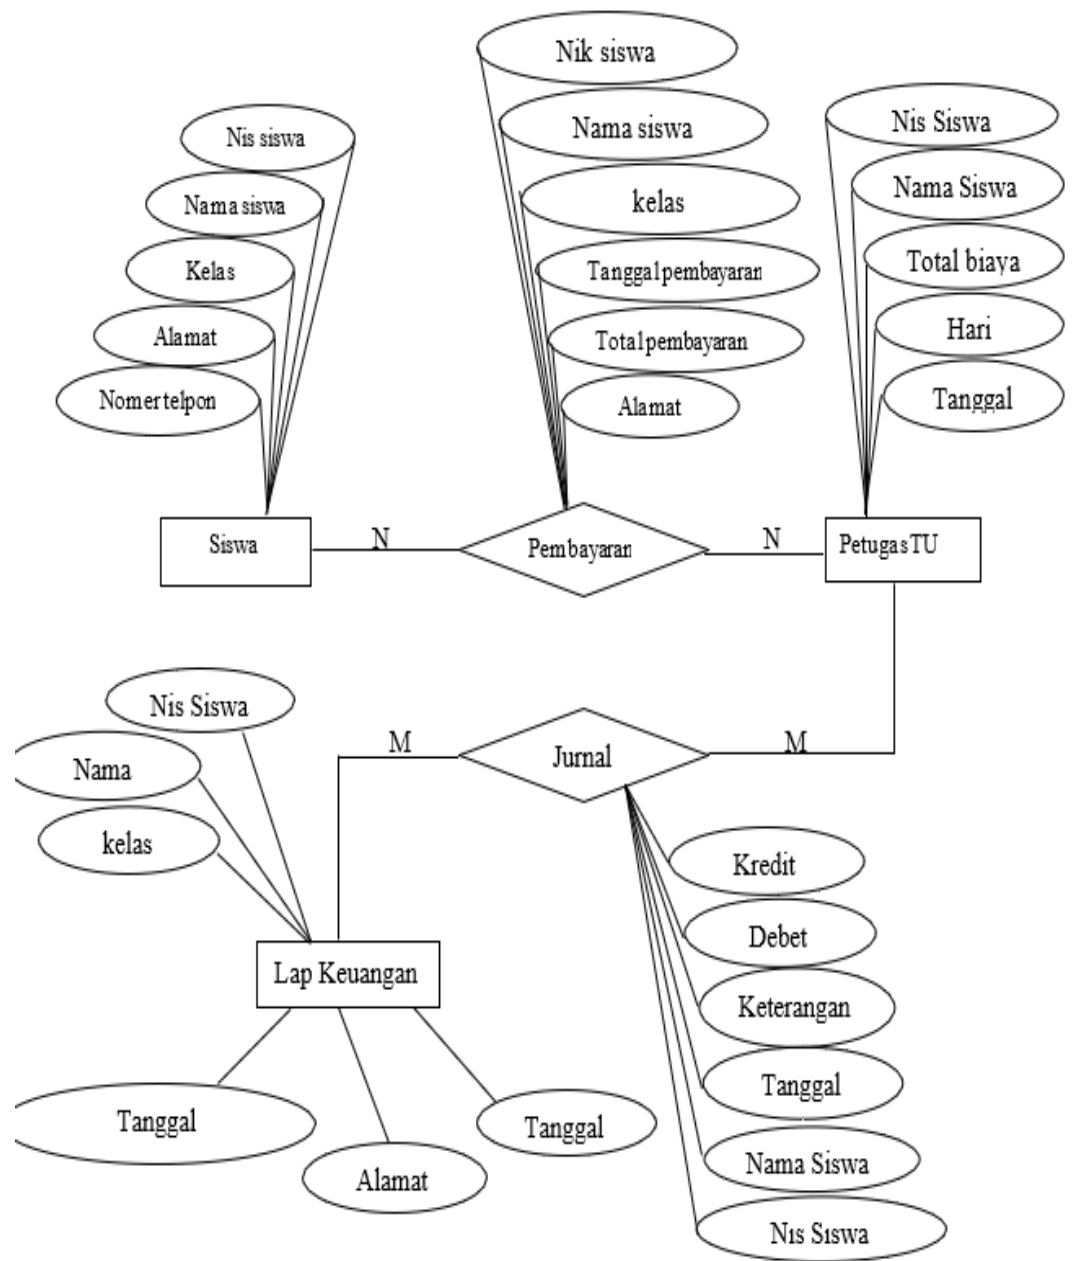 Nis siswa
Nama siswa
Kelas
Alamat
Nomer telpon
Nik siswa
Nama siswa
kelas
Tanggal pembayaran
Total pembayaran
Alamat
Nis Siswa
Nama Siswa
Total biaya
Hari
Tanggal
Siswa
N
Pembayaran
N
Petugas TU
Nis Siswa
Nama
kelas
M
Jurnal
M
Lap Keuangan
Tanggal
Alamat
Tanggal
Kredit
Debet
Keterangan
Tanggal
Nama Siswa
Nis Siswa